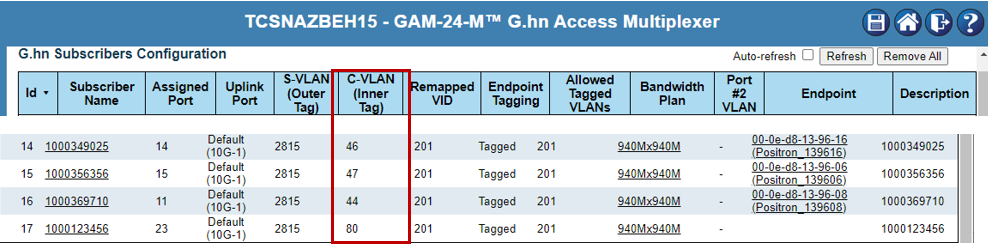 TCSNAZBEH15 - GAM-24-M™ G.hn Access Multiplexer
G.hn Subscribers Configuration
Auto-refresh Refresh Remove All
Id Subscriber Name Assigned Port Uplink Port S-VLAN (Outer Tag) C-VLAN (Inner Tag) Remapped VID Endpoint Tagging Allowed Tagged VLANs Bandwidth Plan Port #2 VLAN Endpoint Description
14 1000349025 14 Default (10G-1) 2815 46 201 Tagged 201 940Mx940M - 00-0e-d8-13-96-16 (Positron_139616) 1000349025
15 1000356356 15 Default (10G-1) 2815 47 201 Tagged 201 940Mx940M - 00-0e-d8-13-96-06 (Positron_139606) 1000356356
16 1000369710 11 Default (10G-1) 2815 44 201 Tagged 201 940Mx940M - 00-0e-d8-13-96-08 (Positron_139608) 1000369710
17 1000123456 23 Default (10G-1) 2815 80 201 Tagged 201 940Mx940M - 1000123456